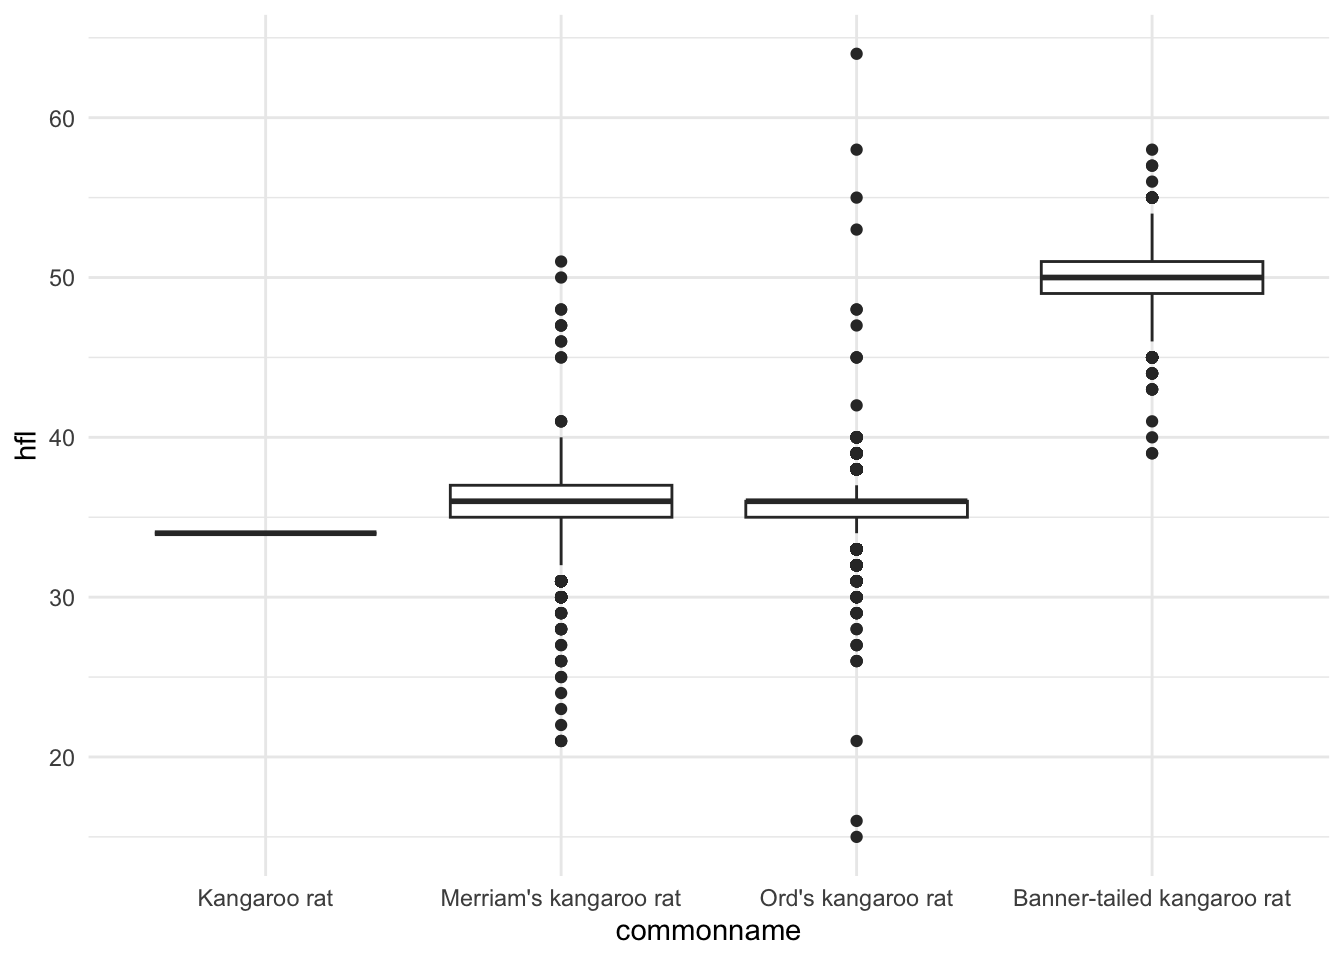 60
50
40
30
20
hfl
Kangaroo rat
Merriam's kangaroo rat
Ord's kangaroo rat
Banner-tailed kangaroo rat
commonname